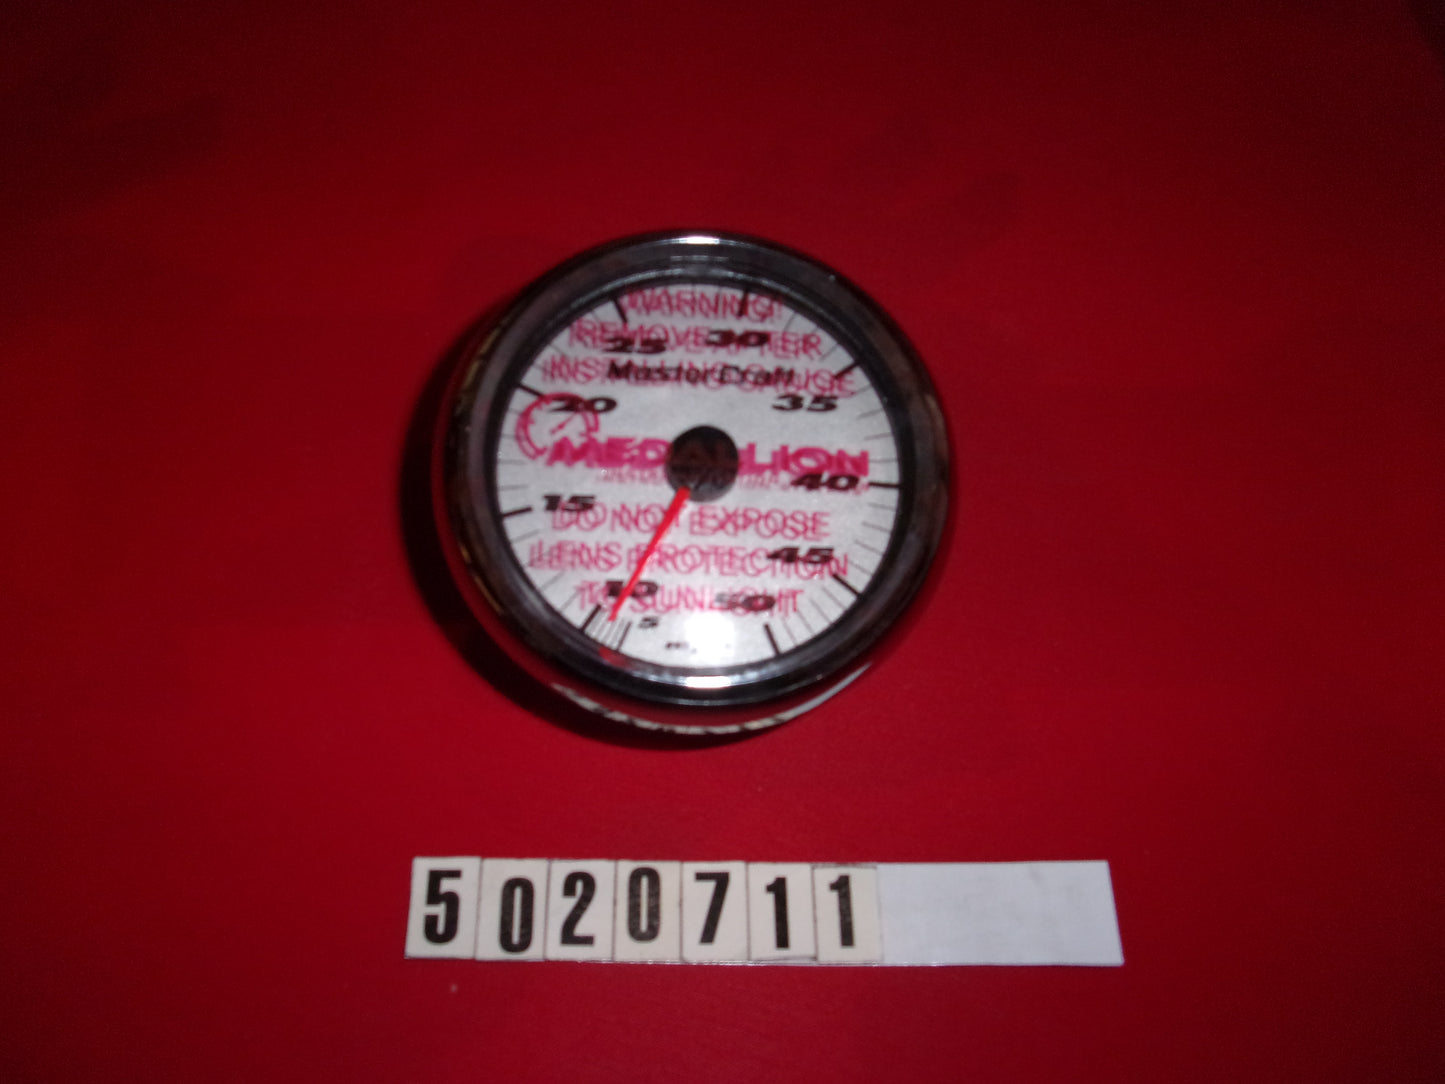 WARNING!
REMOVE AFTER
25 30
INSTALLING GAUGE
MasterCraft
20 35
MEDALLION
40
15
DO NOT EXPOSE
LENS PROTECTION
45
10 50
TO SUNLIGHT
5
5020711